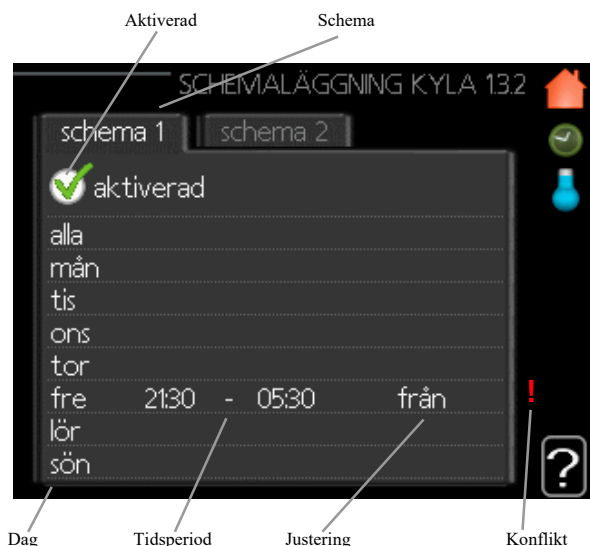 Aktiverad Schema
SCHEMALÄGGNING KYLA 1.3.2
schema 1 schema 2
aktiverad
alla
mån
tis
ons
tor
fre 21:30 - 05:30 från !
lör
sön
?
Dag Tidsperiod Justering Konflikt